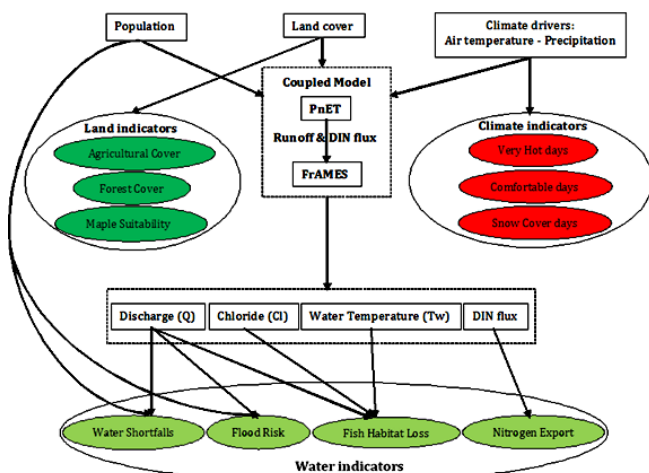 Population
Land cover
Climate drivers:
Air temperature - Precipitation
Coupled Model
PnET
Runoff & DIN flux
FrAMES
Land indicators
Agricultural Cover
Forest Cover
Maple Suitability
Climate indicators
Very Hot days
Comfortable days
Snow Cover days
Discharge (Q)
Chloride (Cl)
Water Temperature (Tw)
DIN flux
Water Shortfalls
Flood Risk
Fish Habitat Loss
Nitrogen Export
Water indicators